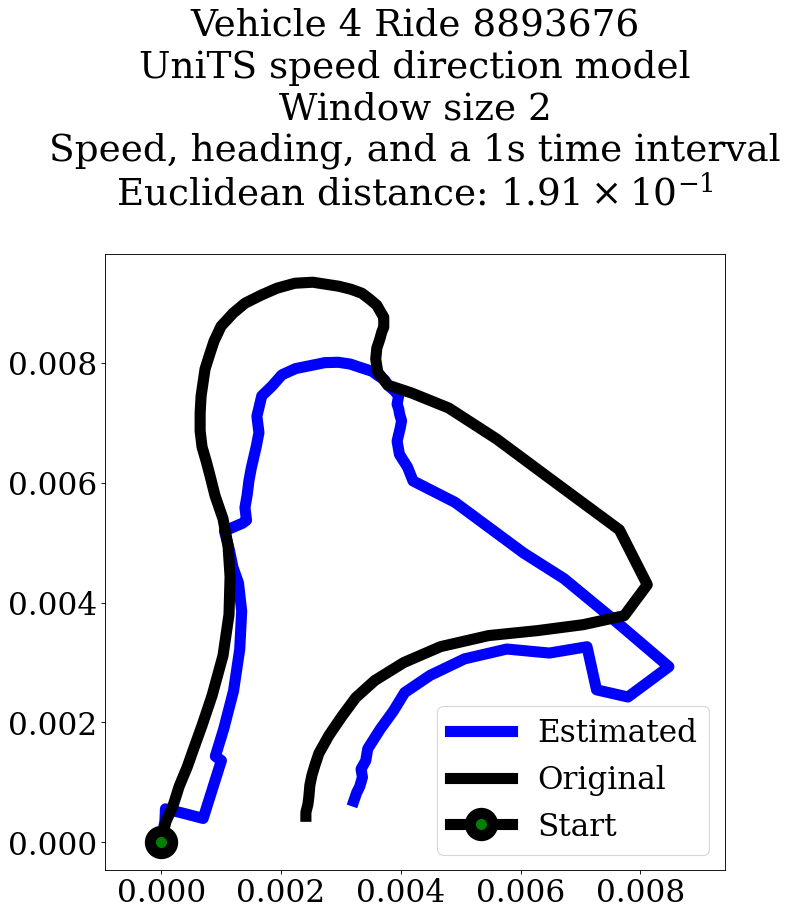 Vehicle 4 Ride 8893676
UniTS speed direction model
Window size 2
Speed, heading, and a 1s time interval
Euclidean distance: 1.91 × 10⁻¹
0.008
0.006
0.004
0.002
0.000
Estimated
Original
Start
0.000 0.002 0.004 0.006 0.008